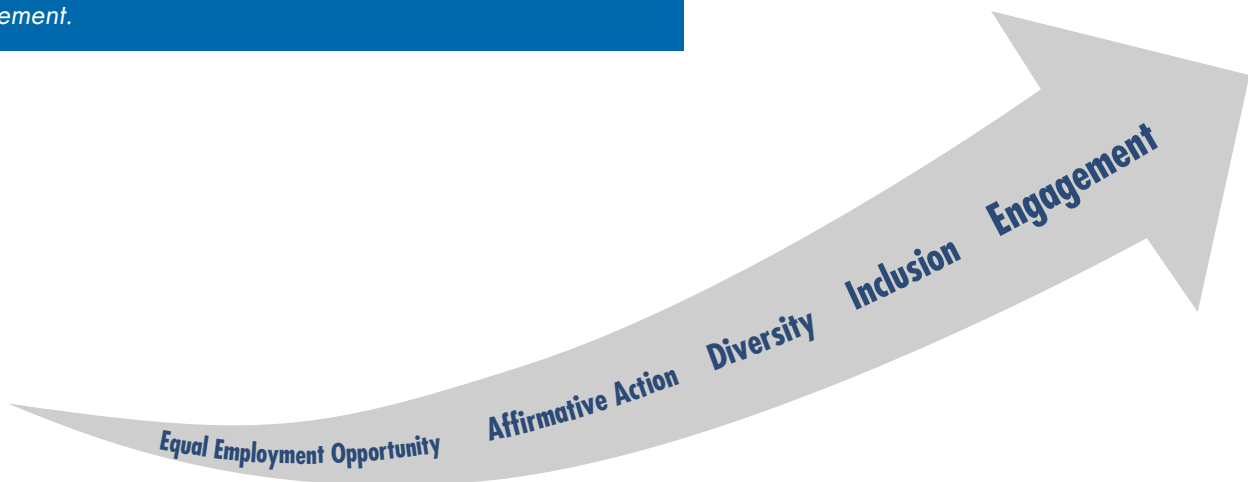 ement.
Equal Employment Opportunity
Affirmative Action
Diversity
Inclusion
Engagement